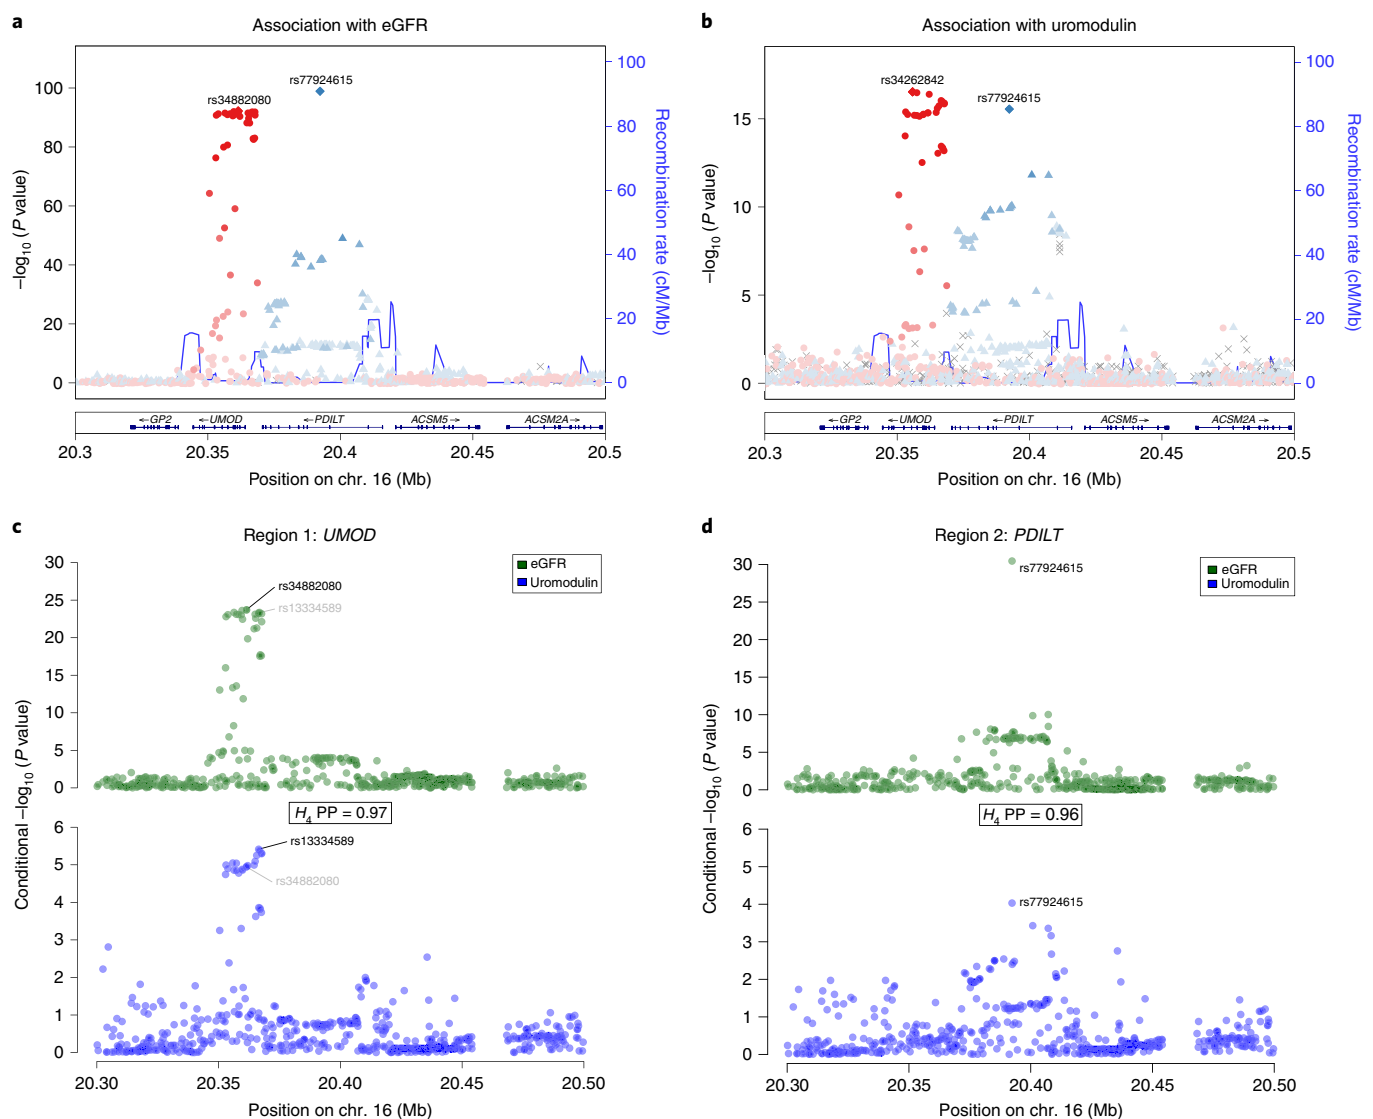 a
Association with eGFR
rs77924615
rs34882080
100
80
60
40
20
0
−log10 (P value)
100
80
60
40
20
0
Recombination rate (cM/Mb)
←GP2
←UMOD
←PDILT
ACSM5→
ACSM2A→
20.3
20.35
20.4
20.45
20.5
Position on chr. 16 (Mb)
b
Association with uromodulin
rs34262842
rs77924615
15
10
5
0
−log10 (P value)
100
80
60
40
20
0
Recombination rate (cM/Mb)
←GP2
←UMOD
←PDILT
ACSM5→
ACSM2A→
20.3
20.35
20.4
20.45
20.5
Position on chr. 16 (Mb)
c
Region 1: UMOD
eGFR
Uromodulin
rs34882080
rs13334589
30
25
20
15
10
5
0
H4 PP = 0.97
rs13334589
rs34882080
6
5
4
3
2
1
0
Conditional −log10 (P value)
20.30
20.35
20.40
20.45
20.50
Position on chr. 16 (Mb)
d
Region 2: PDILT
eGFR
Uromodulin
rs77924615
30
25
20
15
10
5
0
H4 PP = 0.96
rs77924615
6
5
4
3
2
1
0
Conditional −log10 (P value)
20.30
20.35
20.40
20.45
20.50
Position on chr. 16 (Mb)